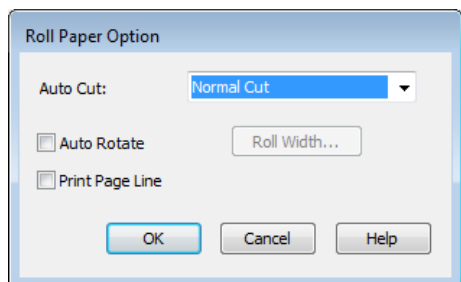 Roll Paper Option
Auto Cut: Normal Cut
Auto Rotate Roll Width...
Print Page Line
OK Cancel Help